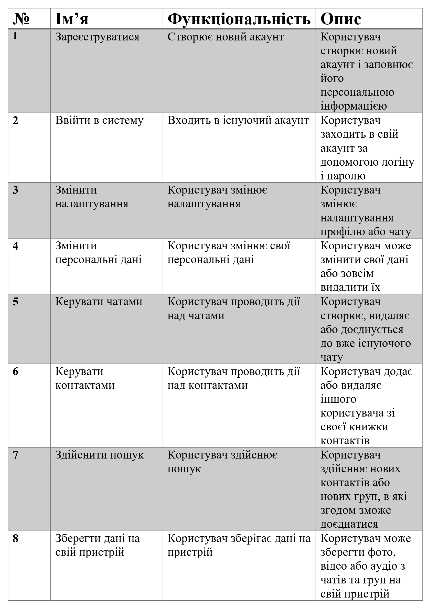 № Ім’я Функціональність Опис
1 Зареєструватися Створює новий акаунт Користувач
створює новий
акаунт і заповнює
його
персональною
інформацією
2 Ввійти в систему Входить в існуючий акаунт Користувач
заходить в свій
акаунт за
допомогою логіну
і паролю
3 Змінити Користувач змінює Користувач
налаштування налаштування змінює
налаштування
профілю або чату
4 Змінити Користувач змінює свої Користувач може
персональні дані персональні дані змінити свої дані
або зовсім
видалити їх
5 Керувати чатами Користувач проводить дії Користувач
над чатами створює, видаляє
або доєднується
до вже існуючого
чату
6 Керувати Користувач проводить дії Користувач додає
контактами над контактами або видаляє
іншого
користувача зі
своєї книжки
контактів
7 Здійснити пошук Користувач здійснює Користувач
пошук здійснює нових
контактів або
нових груп, в які
згодом зможе
доєднатися
8 Зберегти дані на Користувач зберігає дані на Користувач може
свій пристрій пристрій зберегти фото,
відео або аудіо з
чатів та груп на
свій пристрій